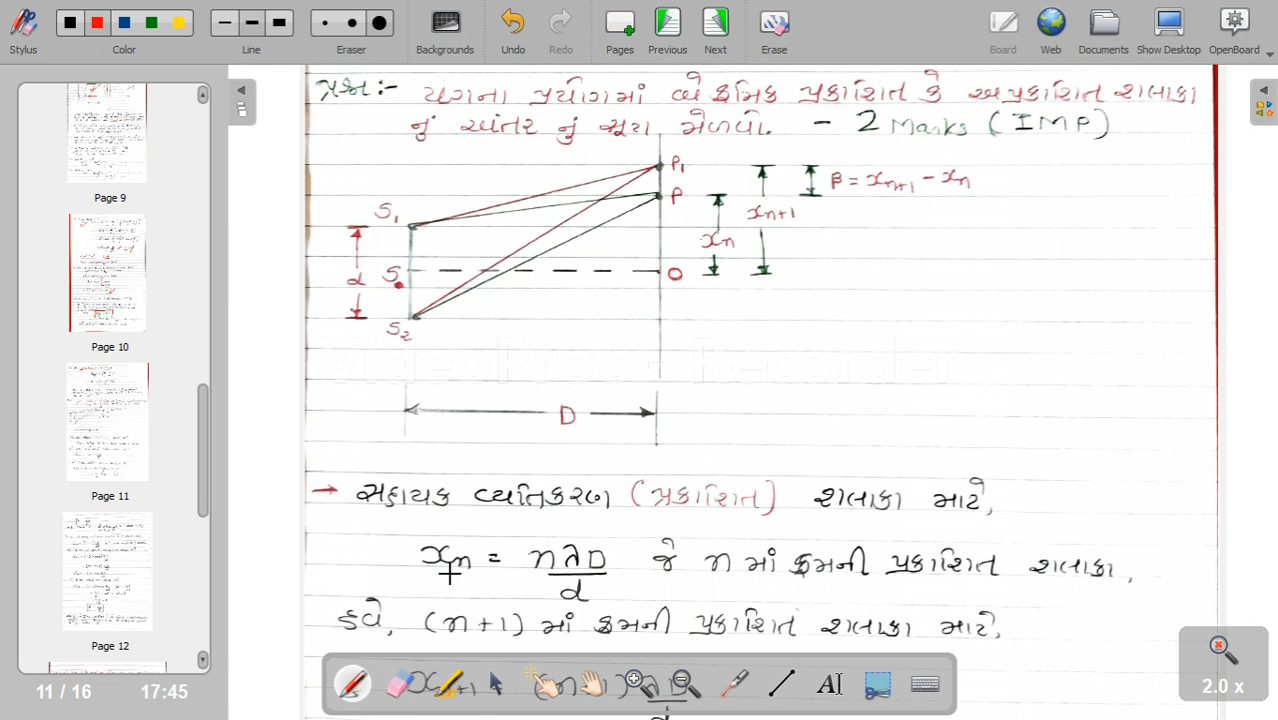 Stylus
Color
Line
Eraser
Backgrounds
Undo
Redo
Pages
Previous
Next
Erase
Board
Web
Documents
Show Desktop
OpenBoard
Page 9
Page 10
Page 11
Page 12
11 / 16
17:45
2.0 x
પ્રશ્ન:- યંગના પ્રયોગમાં બે ક્રમિક પ્રકાશિત કે અપ્રકાશિત શલાકા
નું અંતર નું સૂત્ર મેળવો. - 2 Marks (IMP)
P₁
P
β = xₙ₊₁ - xₙ
xₙ₊₁
xₙ
S₁
d
S
O
S₂
D
→ સહાયક વ્યતિકરણ (પ્રકાશિત) શલાકા માટે,
xₙ = nλD/d જે n માં ક્રમની પ્રકાશિત શલાકા,
હવે, (n+1) માં ક્રમની પ્રકાશિત શલાકા માટે,